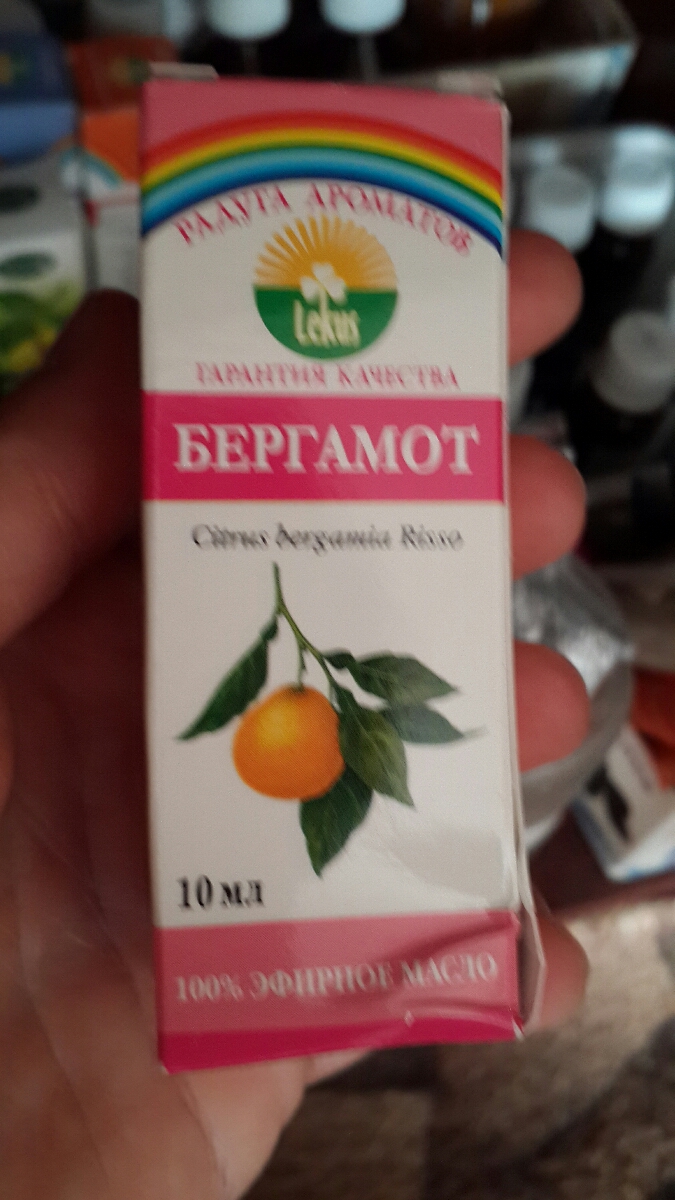 РАДУГА АРОМАТОВ
Lekus
ГАРАНТИЯ КАЧЕСТВА
БЕРГАМОТ
Citrus bergamia Risso
10 мл
100% ЭФИРНОЕ МАСЛО